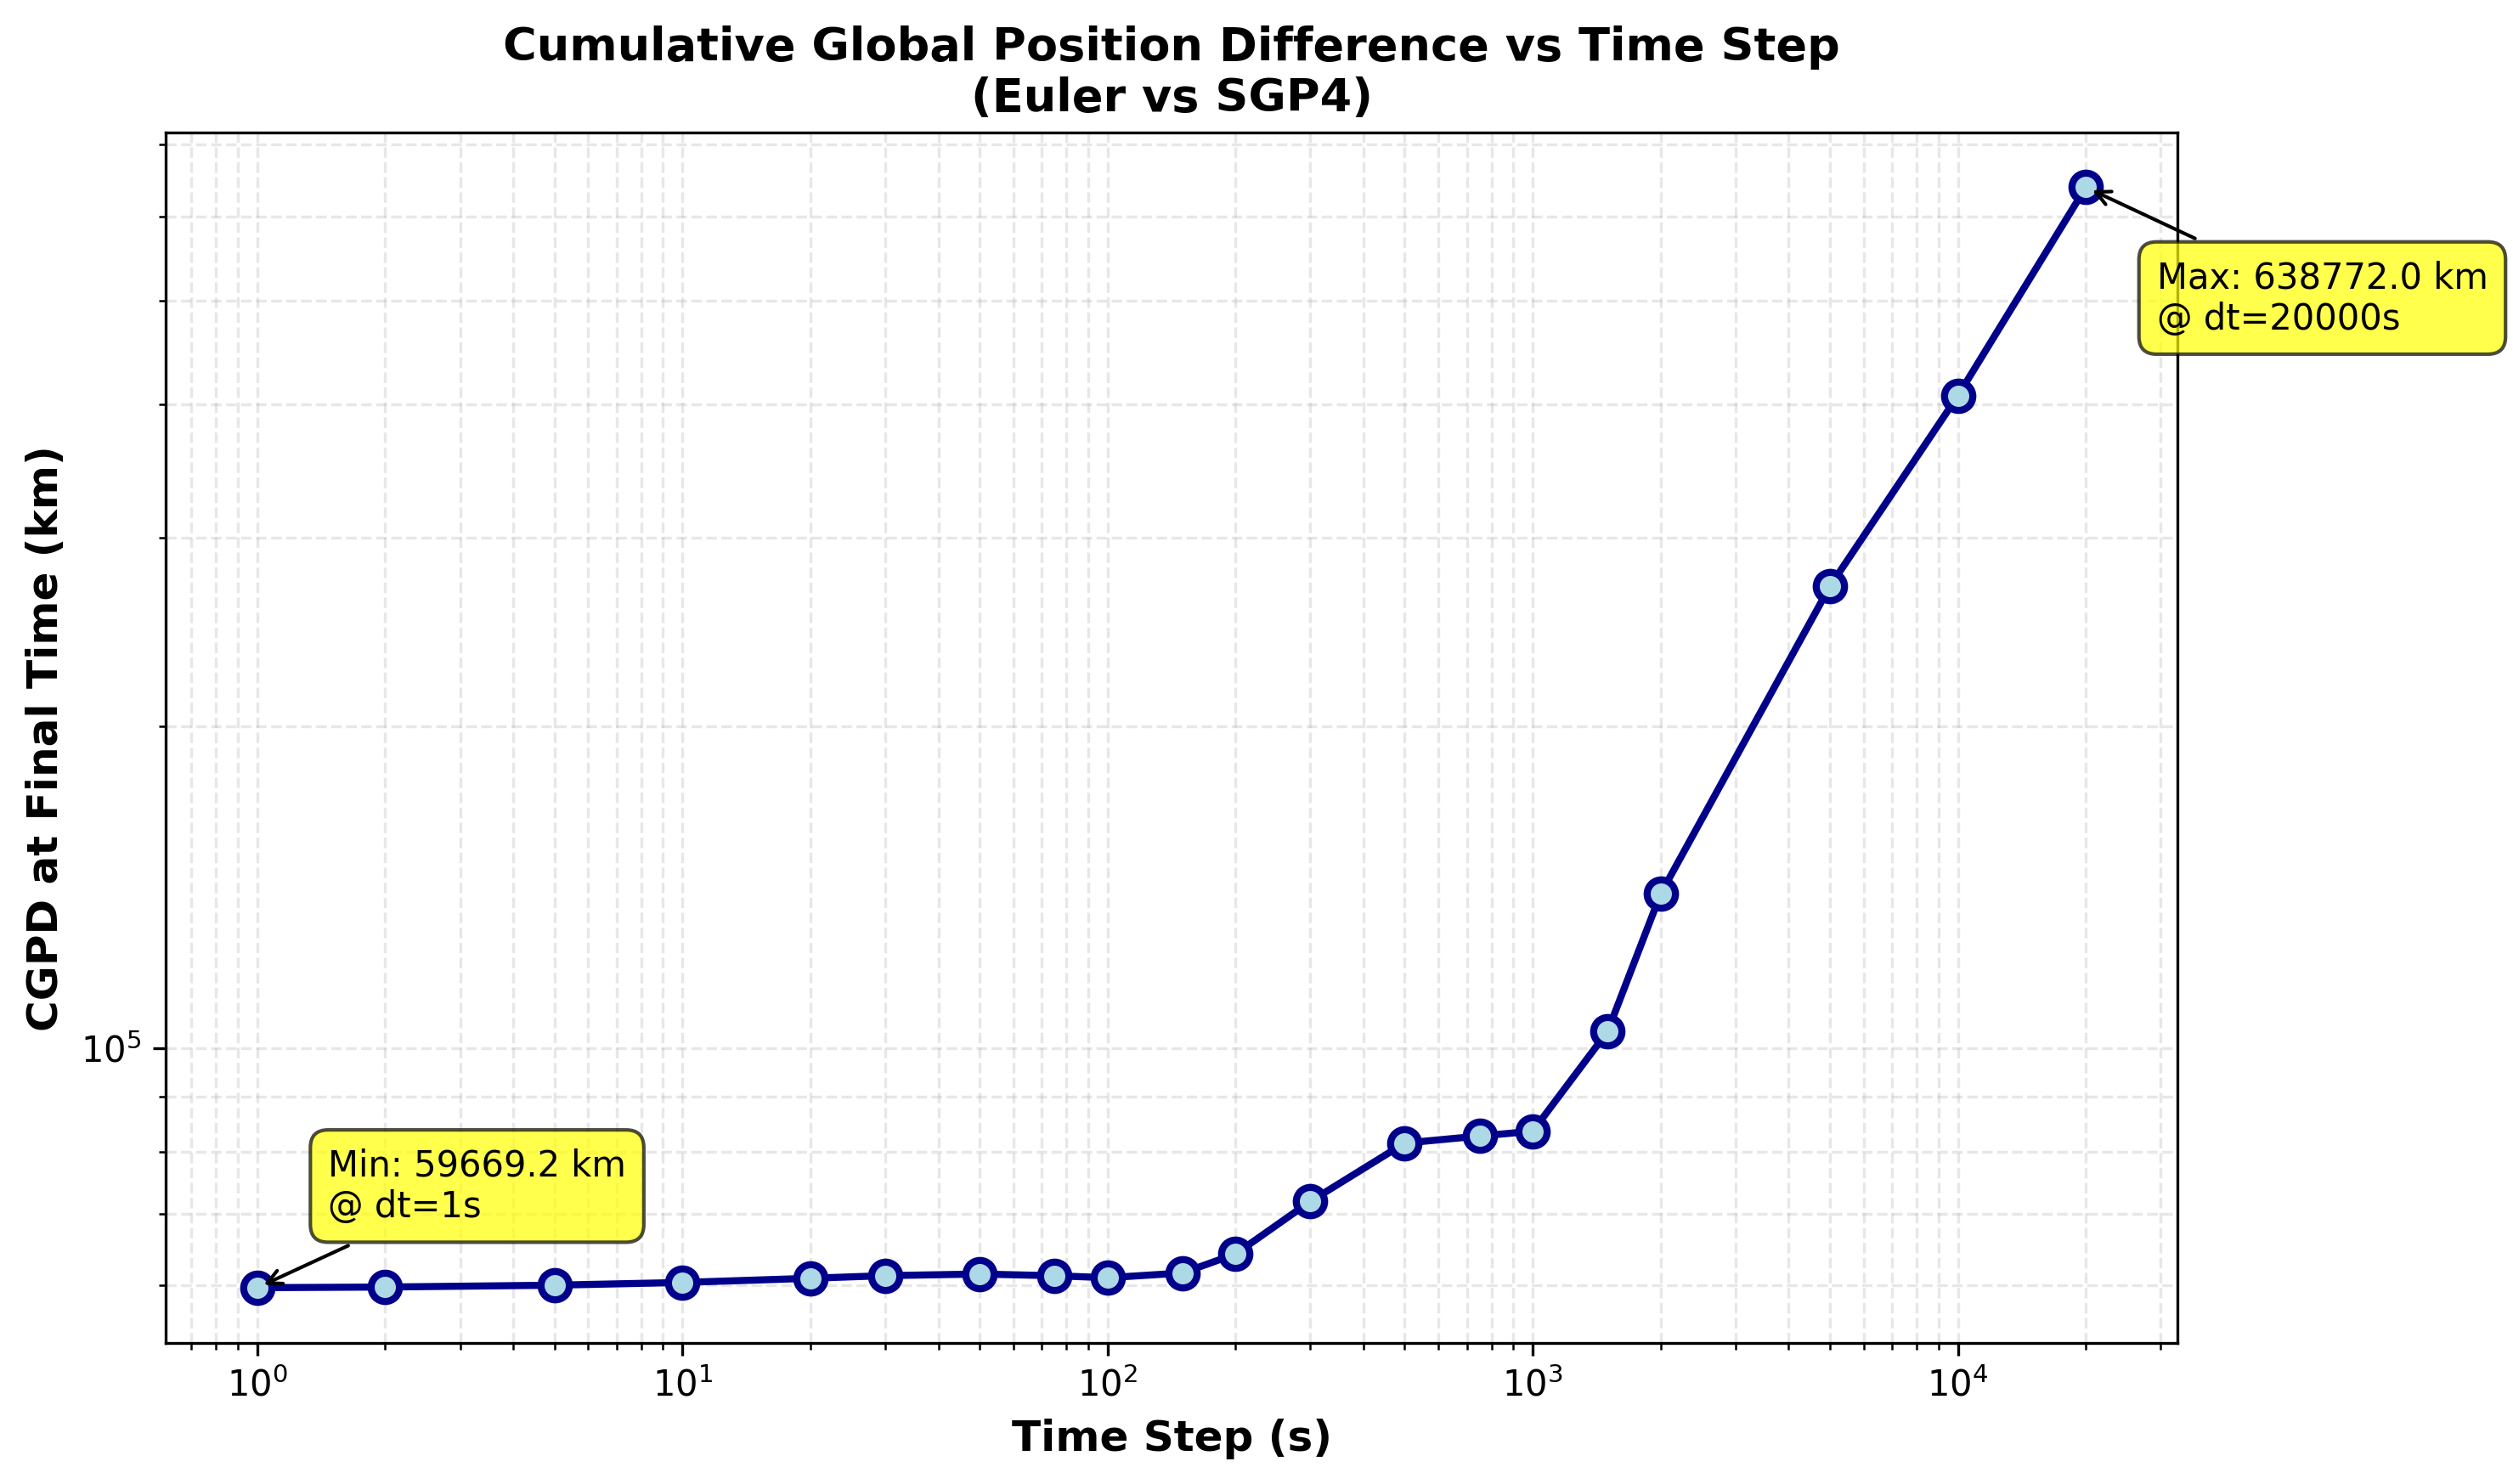 Cumulative Global Position Difference vs Time Step
(Euler vs SGP4)
Max: 638772.0 km
@ dt=20000s
CGPD at Final Time (km)
10⁵
Min: 59669.2 km
@ dt=1s
10⁰ 10¹ 10² 10³ 10⁴
Time Step (s)